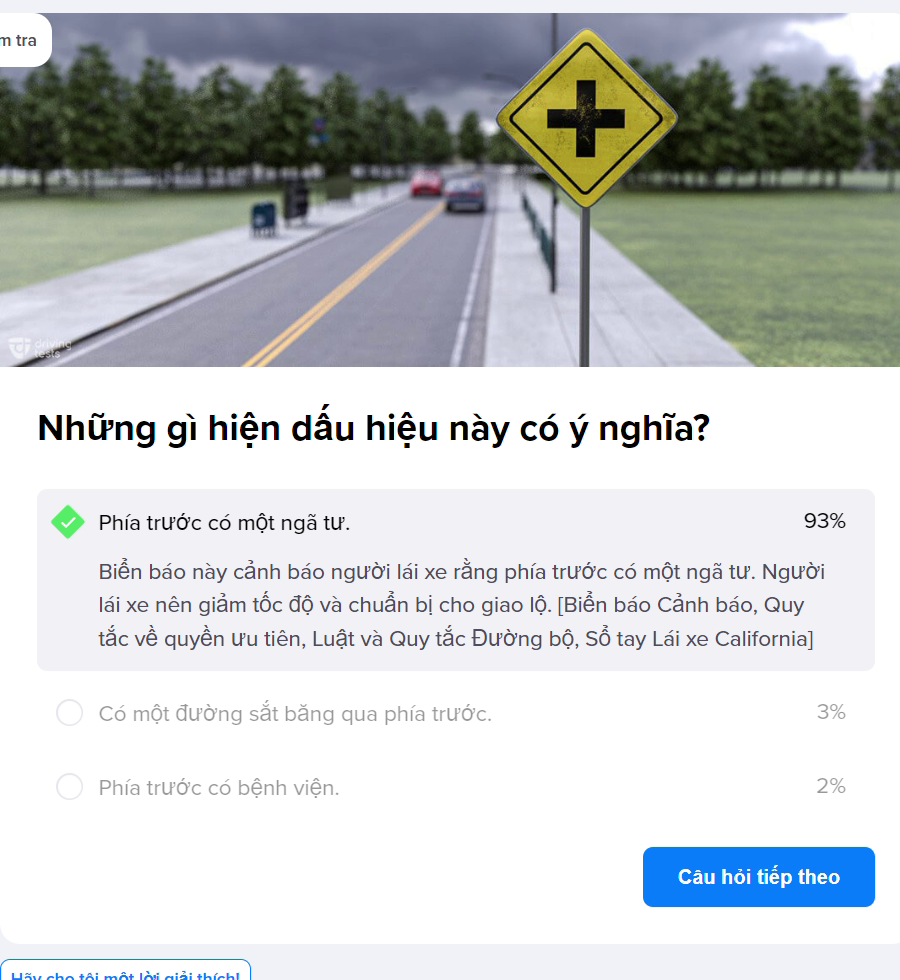 m tra
driving
tests
Những gì hiện dấu hiệu này có ý nghĩa?
Phía trước có một ngã tư.
93%
Biển báo này cảnh báo người lái xe rằng phía trước có một ngã tư. Người
lái xe nên giảm tốc độ và chuẩn bị cho giao lộ. [Biển báo Cảnh báo, Quy
tắc về quyền ưu tiên, Luật và Quy tắc Đường bộ, Sổ tay Lái xe California]
Có một đường sắt băng qua phía trước.
3%
Phía trước có bệnh viện.
2%
Câu hỏi tiếp theo
Hãy cho tôi một lời giải thích!